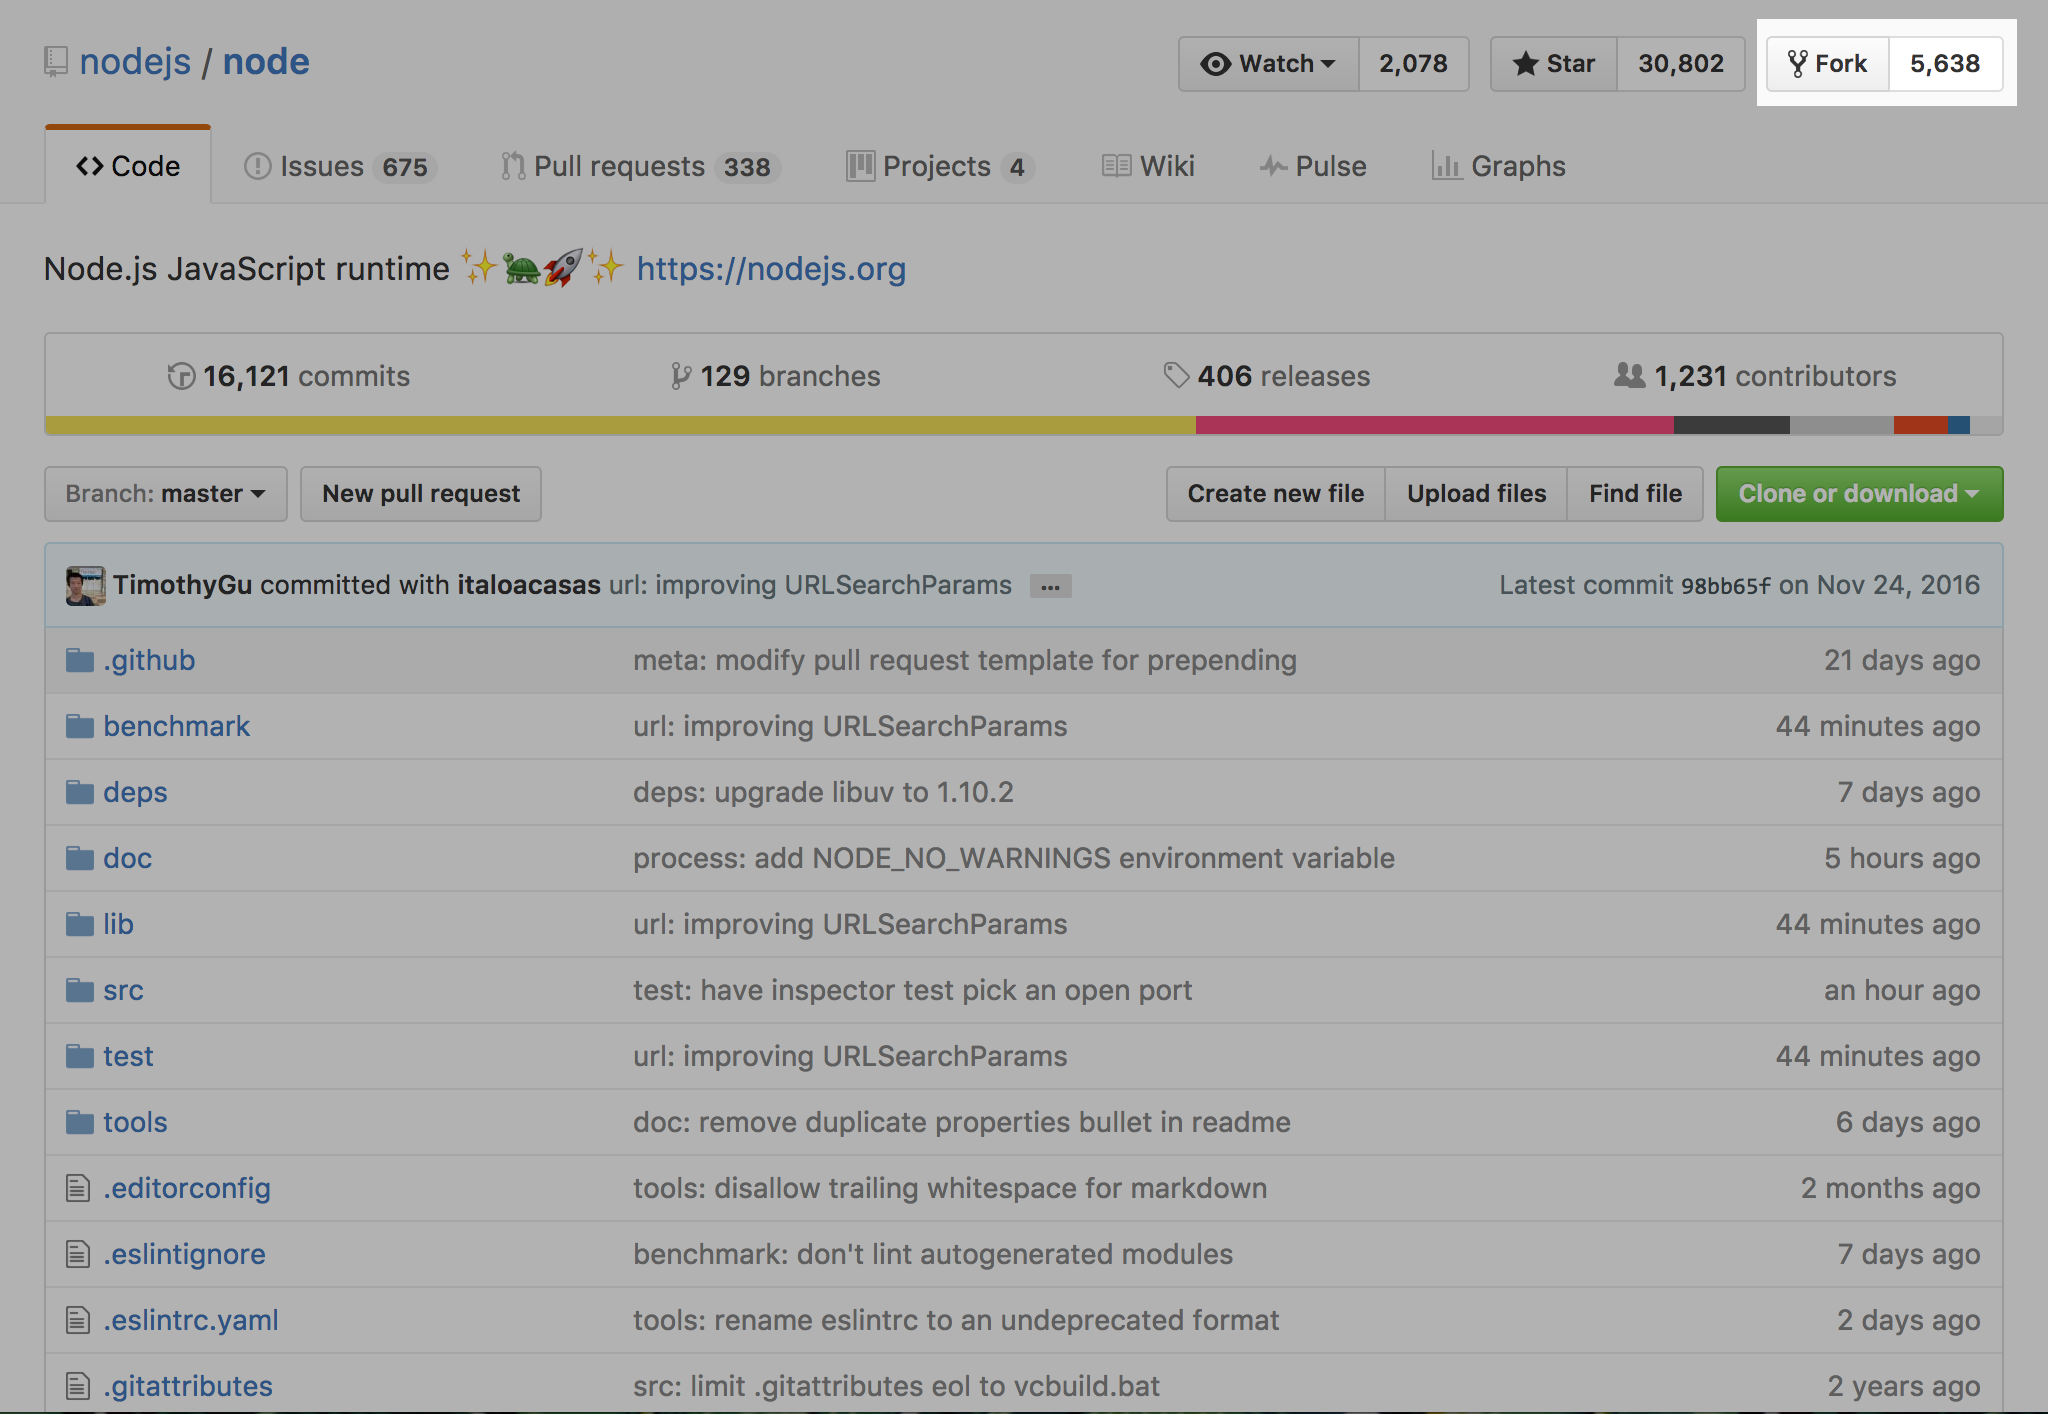 nodejs / node Watch 2,078 Star 30,802 Fork 5,638
Code Issues 675 Pull requests 338 Projects 4 Wiki Pulse Graphs
Node.js JavaScript runtime ✨🐢🚀✨ https://nodejs.org
16,121 commits 129 branches 406 releases 1,231 contributors
Branch: master New pull request Create new file Upload files Find file Clone or download
TimothyGu committed with italoacasas url: improving URLSearchParams … Latest commit 98bb65f on Nov 24, 2016
.github meta: modify pull request template for prepending 21 days ago
benchmark url: improving URLSearchParams 44 minutes ago
deps deps: upgrade libuv to 1.10.2 7 days ago
doc process: add NODE_NO_WARNINGS environment variable 5 hours ago
lib url: improving URLSearchParams 44 minutes ago
src test: have inspector test pick an open port an hour ago
test url: improving URLSearchParams 44 minutes ago
tools doc: remove duplicate properties bullet in readme 6 days ago
.editorconfig tools: disallow trailing whitespace for markdown 2 months ago
.eslintignore benchmark: don't lint autogenerated modules 7 days ago
.eslintrc.yaml tools: rename eslintrc to an undeprecated format 2 days ago
.gitattributes src: limit .gitattributes eol to vcbuild.bat 2 years ago